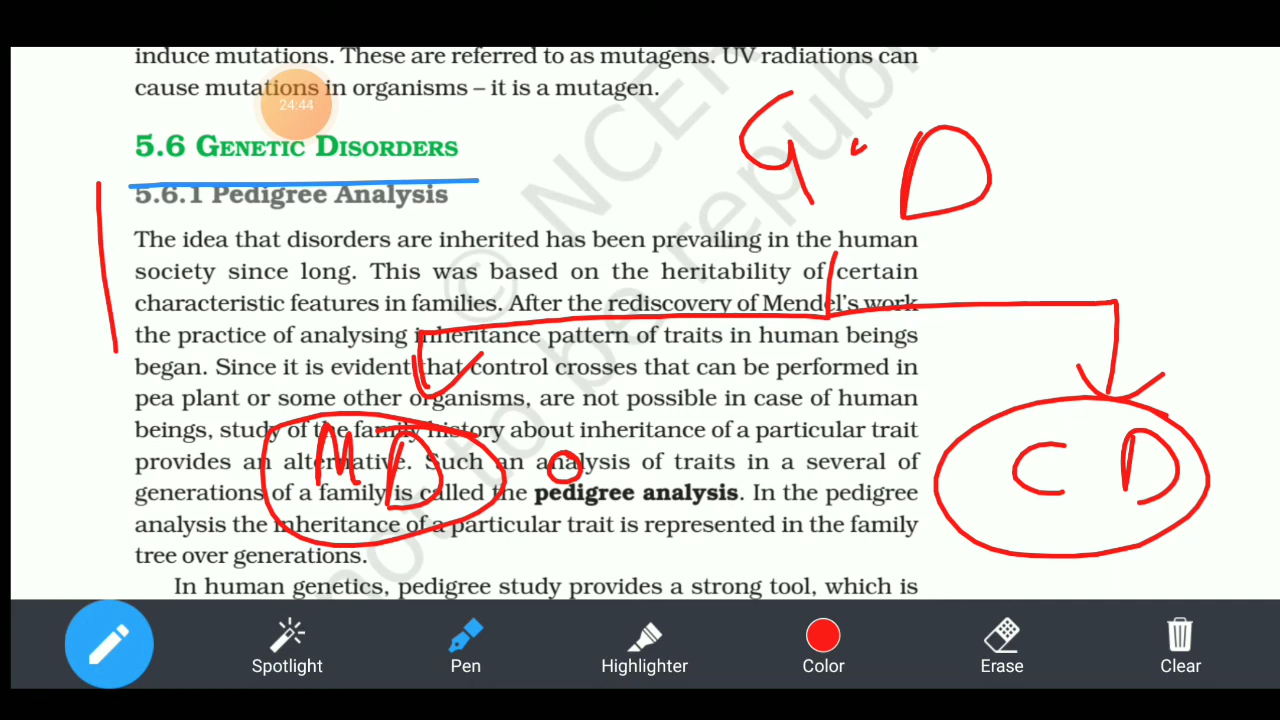 induce mutations. These are referred to as mutagens. UV radiations can
cause mutations in organisms – it is a mutagen.
24:44
5.6 GENETIC DISORDERS
G. D
5.6.1 Pedigree Analysis
The idea that disorders are inherited has been prevailing in the human
society since long. This was based on the heritability of certain
characteristic features in families. After the rediscovery of Mendel's work
the practice of analysing inheritance pattern of traits in human beings
began. Since it is evident that control crosses that can be performed in
pea plant or some other organisms, are not possible in case of human
beings, study of the family history about inheritance of a particular trait
provides an alternative. Such an analysis of traits in a several of
generations of a family is called the pedigree analysis. In the pedigree
analysis the inheritance of a particular trait is represented in the family
tree over generations.
M D
C D
In human genetics, pedigree study provides a strong tool, which is
© NCER
not to be republi
Spotlight
Pen
Highlighter
Color
Erase
Clear